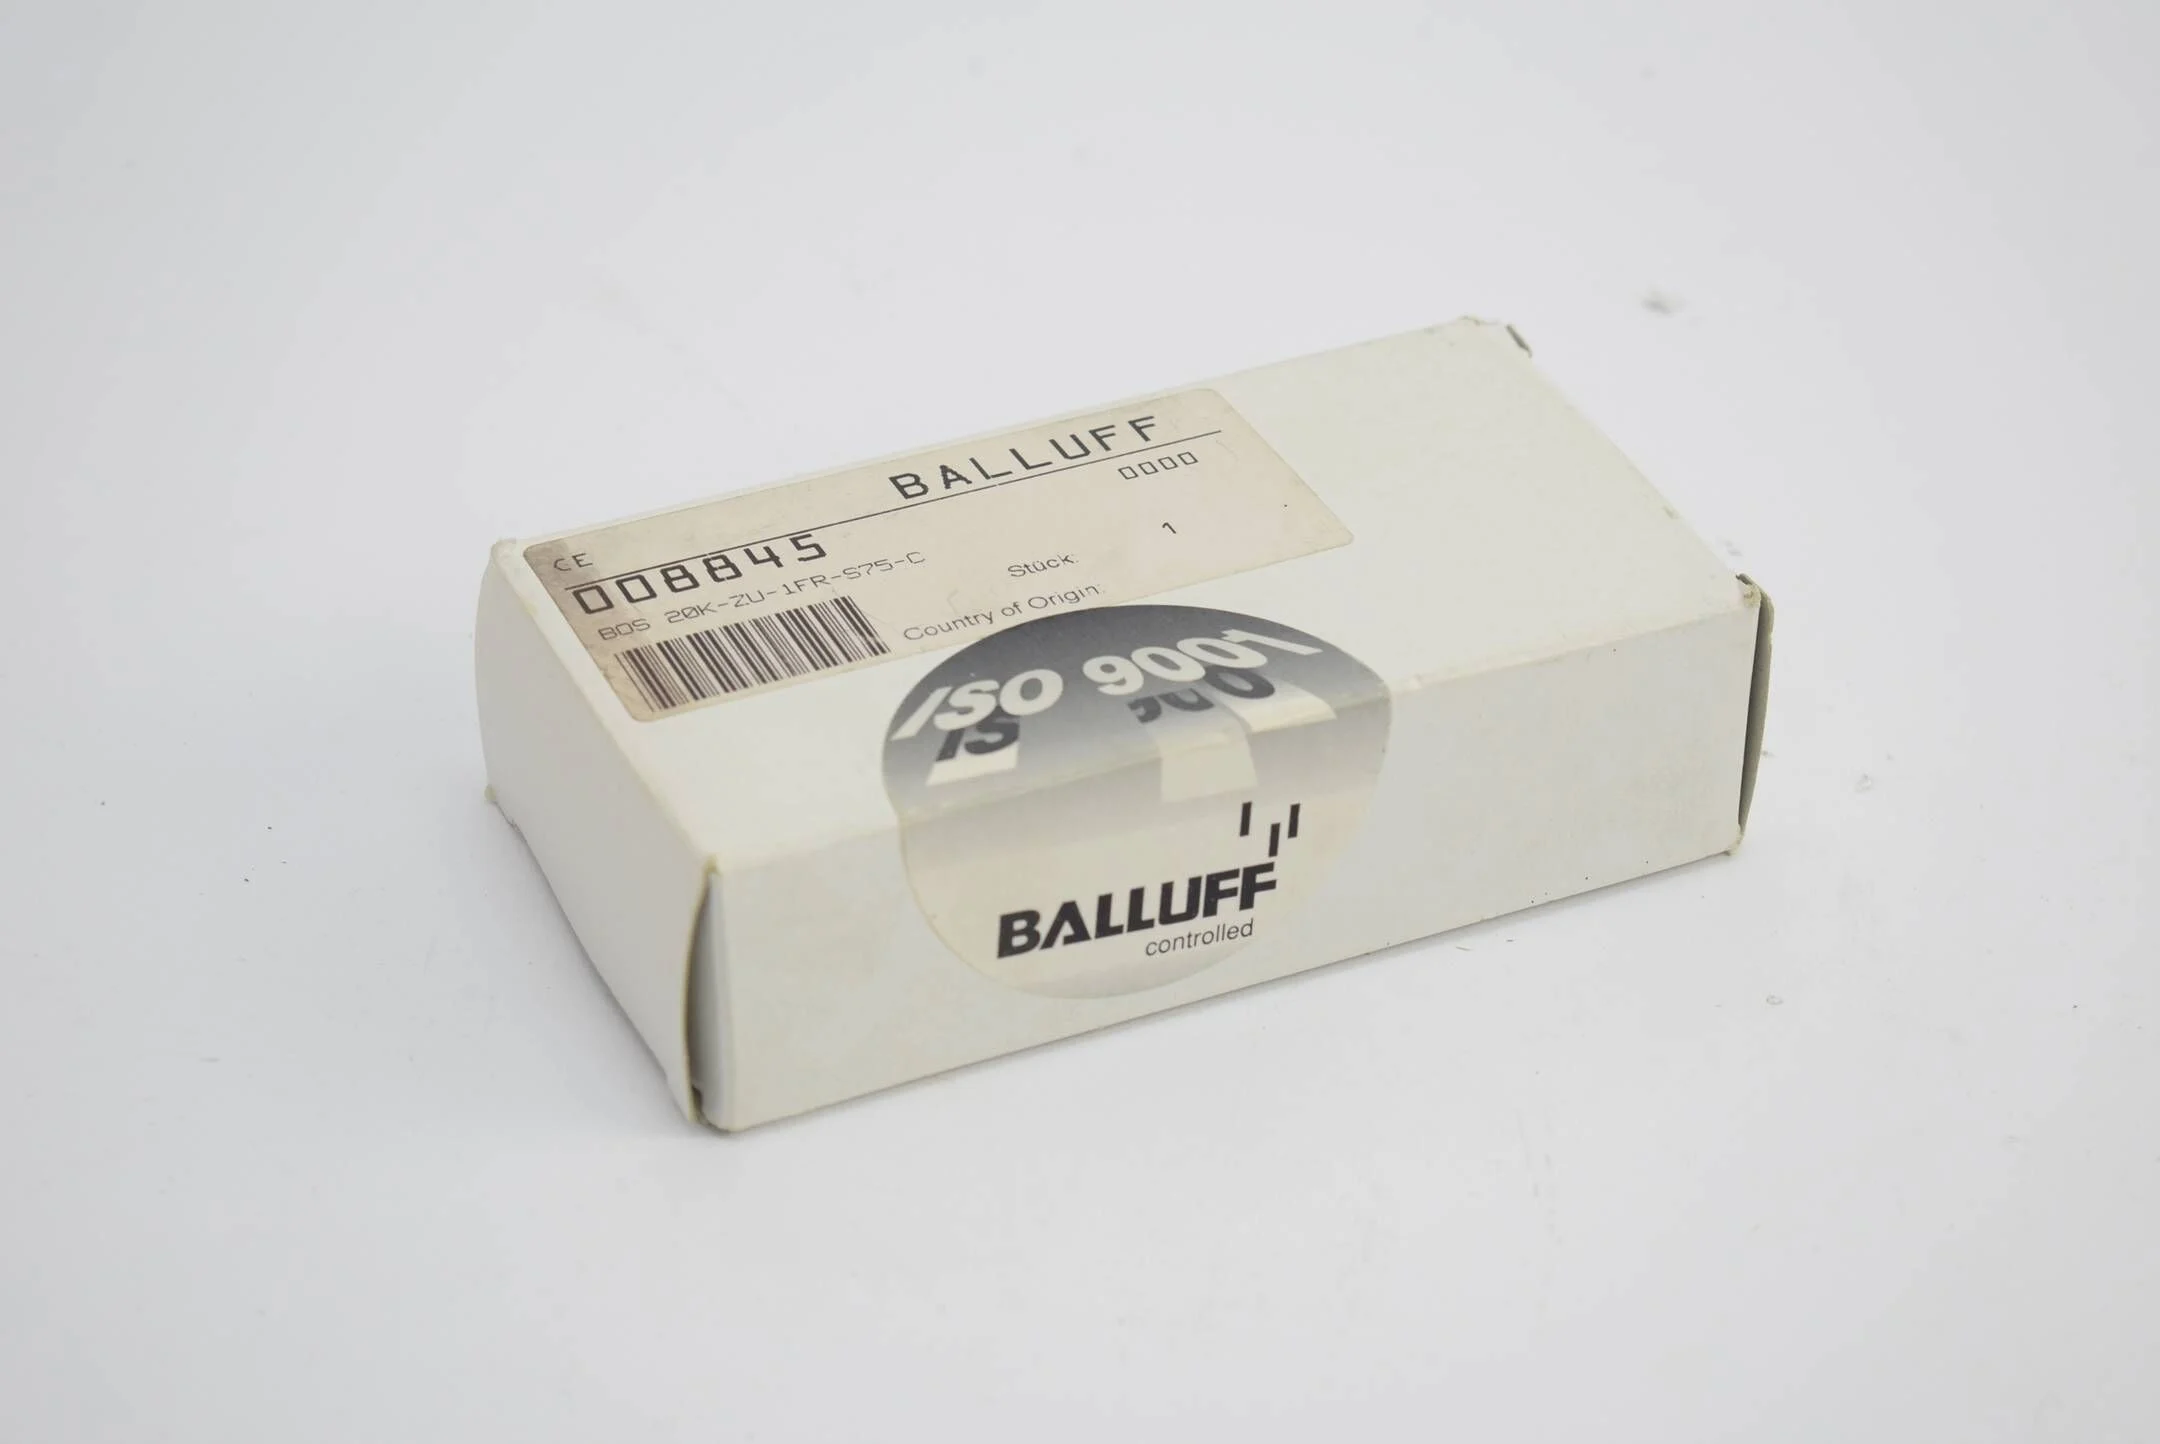 BALLUFF
CE
0000
008845
BOS 20K-ZU-1FR-S75-C
Stück:
1
Country of Origin:
ISO 9001
BALLUFF
controlled